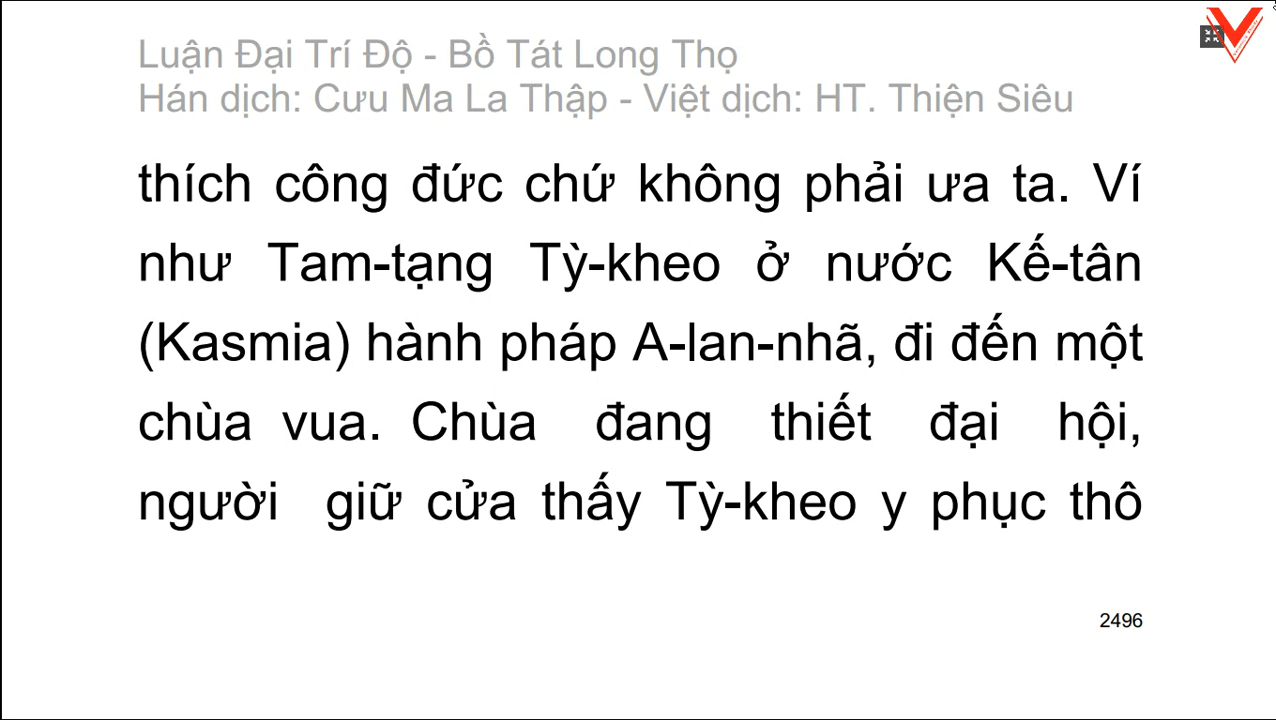 Luận Đại Trí Độ - Bồ Tát Long Thọ
Hán dịch: Cưu Ma La Thập - Việt dịch: HT. Thiện Siêu
thích công đức chứ không phải ưa ta. Ví
như Tam-tạng Tỳ-kheo ở nước Kế-tân
(Kasmia) hành pháp A-lan-nhã, đi đến một
chùa vua. Chùa đang thiết đại hội,
người giữ cửa thấy Tỳ-kheo y phục thô
2496